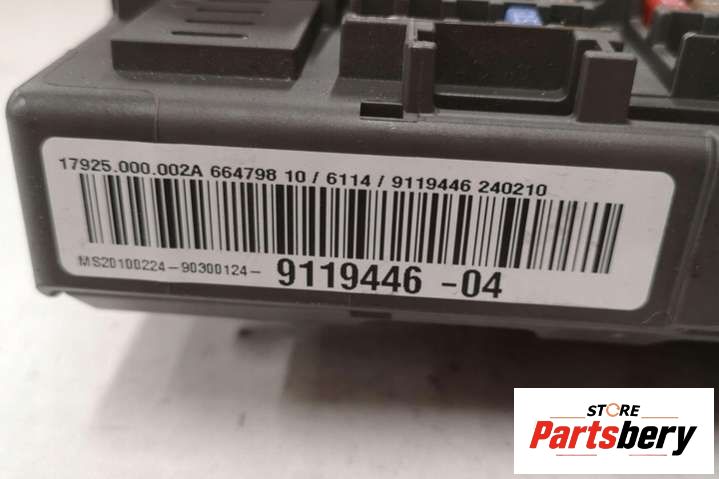 17925.000.002A 664798 10 / 6114 / 9119446 240210
MS20100224-90300124- 9119446 -04
STORE
Partsbery